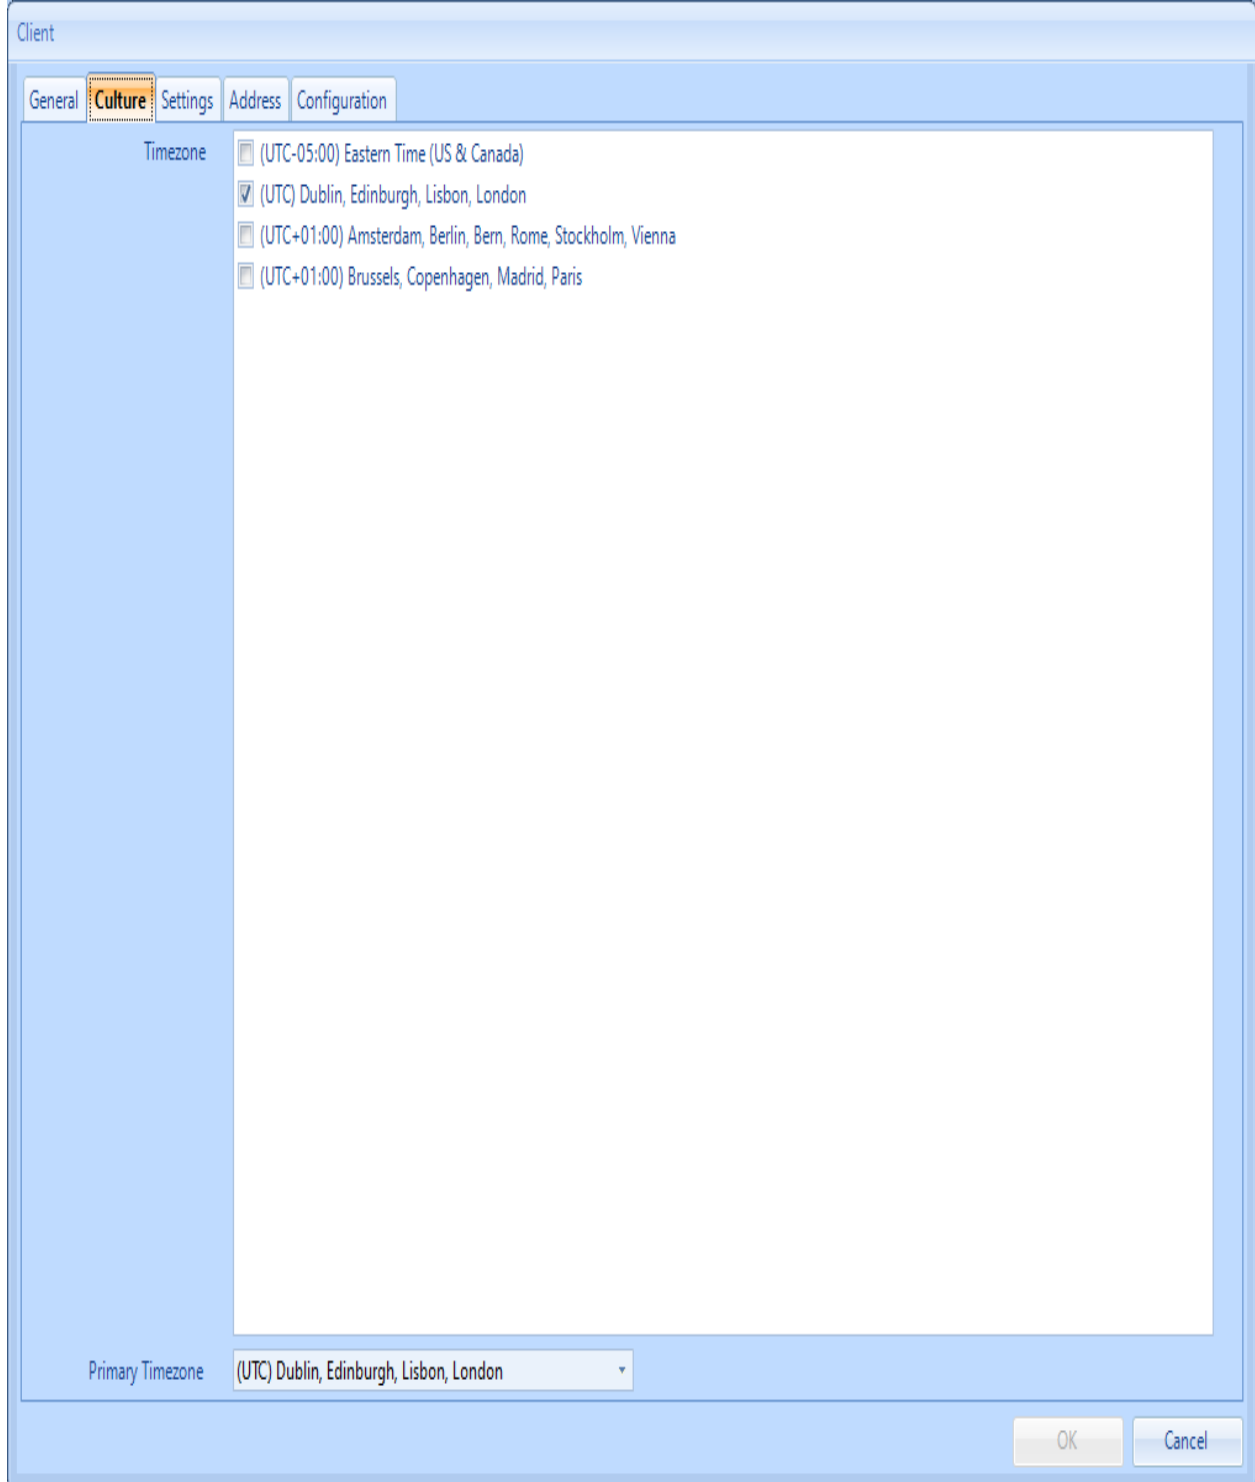 Client
General Culture Settings Address Configuration
Timezone
(UTC-05:00) Eastern Time (US & Canada)
(UTC) Dublin, Edinburgh, Lisbon, London
(UTC+01:00) Amsterdam, Berlin, Bern, Rome, Stockholm, Vienna
(UTC+01:00) Brussels, Copenhagen, Madrid, Paris
Primary Timezone (UTC) Dublin, Edinburgh, Lisbon, London
OK Cancel